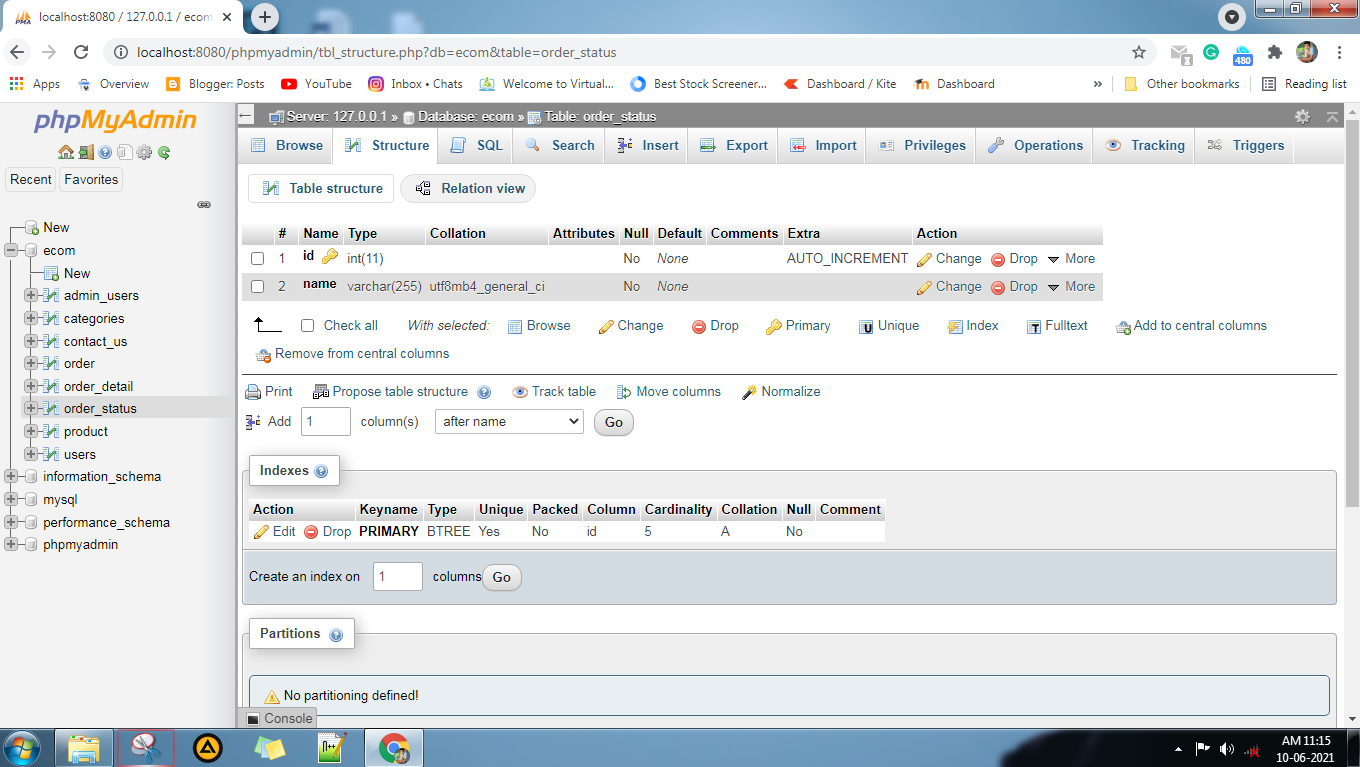 localhost:8080 / 127.0.0.1 / ecom
localhost:8080/phpmyadmin/tbl_structure.php?db=ecom&table=order_status
480
Apps Overview Blogger: Posts YouTube Inbox • Chats Welcome to Virtual... Best Stock Screener... Dashboard / Kite Dashboard » Other bookmarks Reading list
phpMyAdmin
Recent Favorites
New
ecom
New
admin_users
categories
contact_us
order
order_detail
order_status
product
users
information_schema
mysql
performance_schema
phpmyadmin
Server: 127.0.0.1 » Database: ecom » Table: order_status
Browse Structure SQL Search Insert Export Import Privileges Operations Tracking Triggers
Table structure Relation view
# Name Type Collation Attributes Null Default Comments Extra Action
1 id int(11) No None AUTO_INCREMENT Change Drop More
2 name varchar(255) utf8mb4_general_ci No None Change Drop More
Check all With selected: Browse Change Drop Primary Unique Index Fulltext Add to central columns
Remove from central columns
Print Propose table structure Track table Move columns Normalize
Add 1 column(s) after name Go
Indexes
Action Keyname Type Unique Packed Column Cardinality Collation Null Comment
Edit Drop PRIMARY BTREE Yes No id 5 A No
Create an index on 1 columns Go
Partitions
No partitioning defined!
Console
AM 11:15
10-06-2021